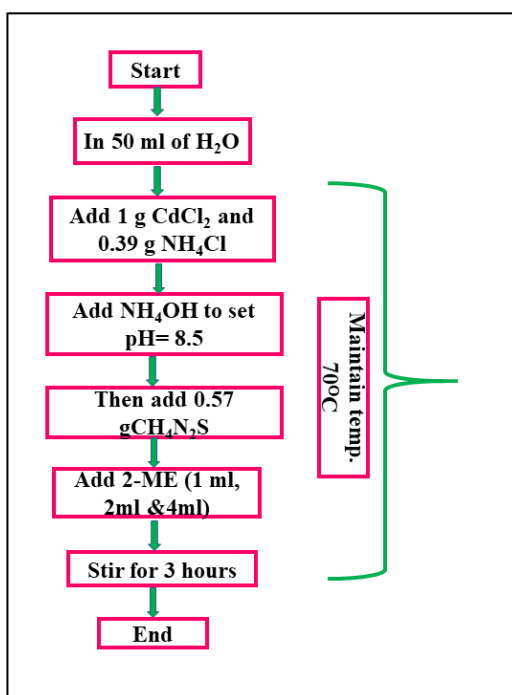 Start
In 50 ml of H₂O
Add 1 g CdCl₂ and
0.39 g NH₄Cl
Add NH₄OH to set
pH= 8.5
Then add 0.57
gCH₄N₂S
Add 2-ME (1 ml,
2ml &4ml)
Stir for 3 hours
End
Maintain temp.
70⁰C